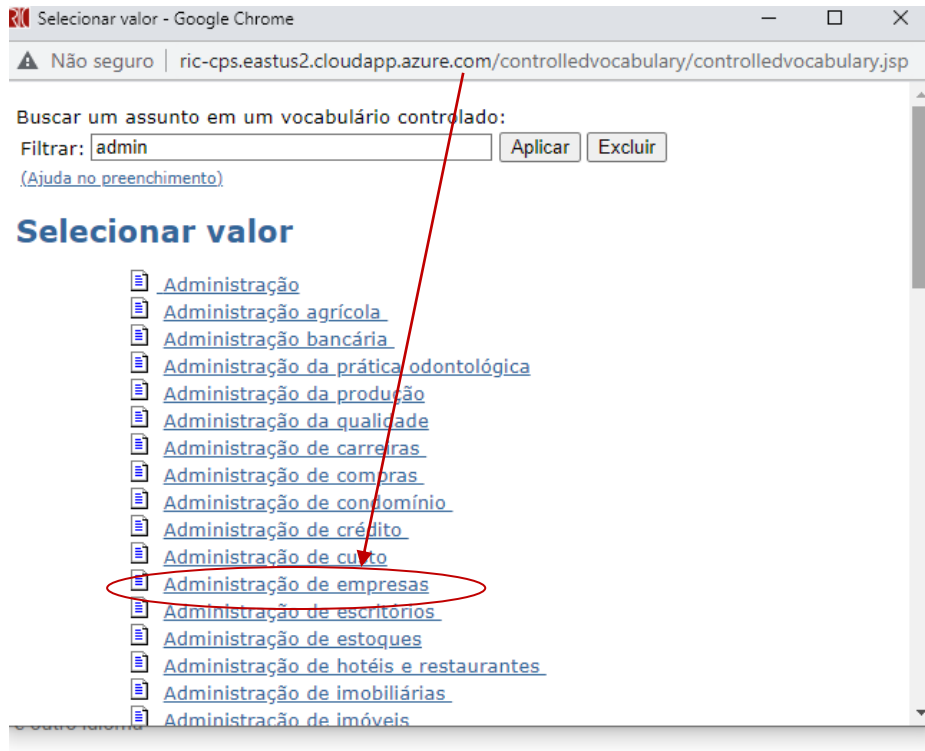 Selecionar valor - Google Chrome
Não seguro | ric-cps.eastus2.cloudapp.azure.com/controlledvocabulary/controlledvocabulary.jsp
Buscar um assunto em um vocabulário controlado:
Filtrar: admin Aplicar Excluir
(Ajuda no preenchimento)
Selecionar valor
Administração
Administração agrícola
Administração bancária
Administração da prática odontológica
Administração da produção
Administração da qualidade
Administração de carreiras
Administração de compras
Administração de condomínio
Administração de crédito
Administração de custo
Administração de empresas
Administração de escritórios
Administração de estoques
Administração de hotéis e restaurantes
Administração de imobiliárias
Administração de imóveis
e outro idioma